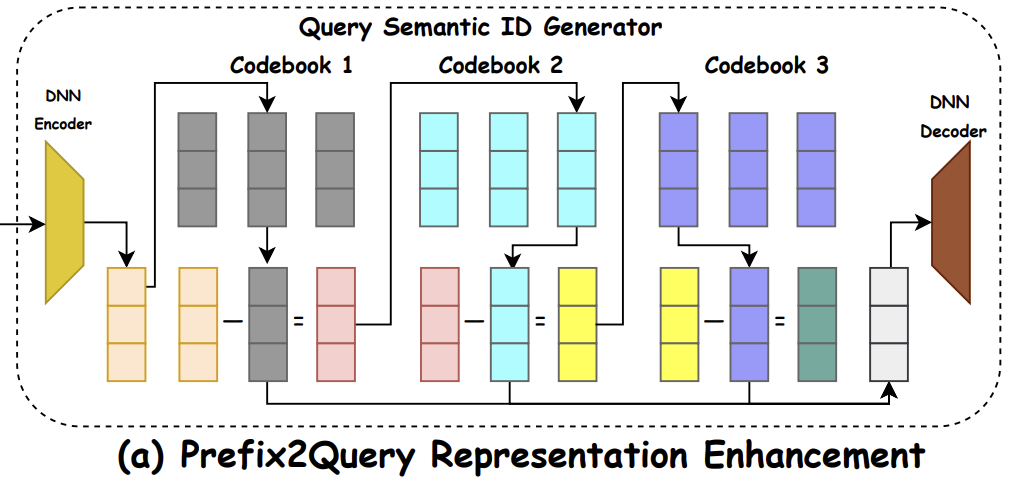 Query Semantic ID Generator
Codebook 1
Codebook 2
Codebook 3
DNN
Encoder
DNN
Decoder
— =
— =
— =
(a) Prefix2Query Representation Enhancement